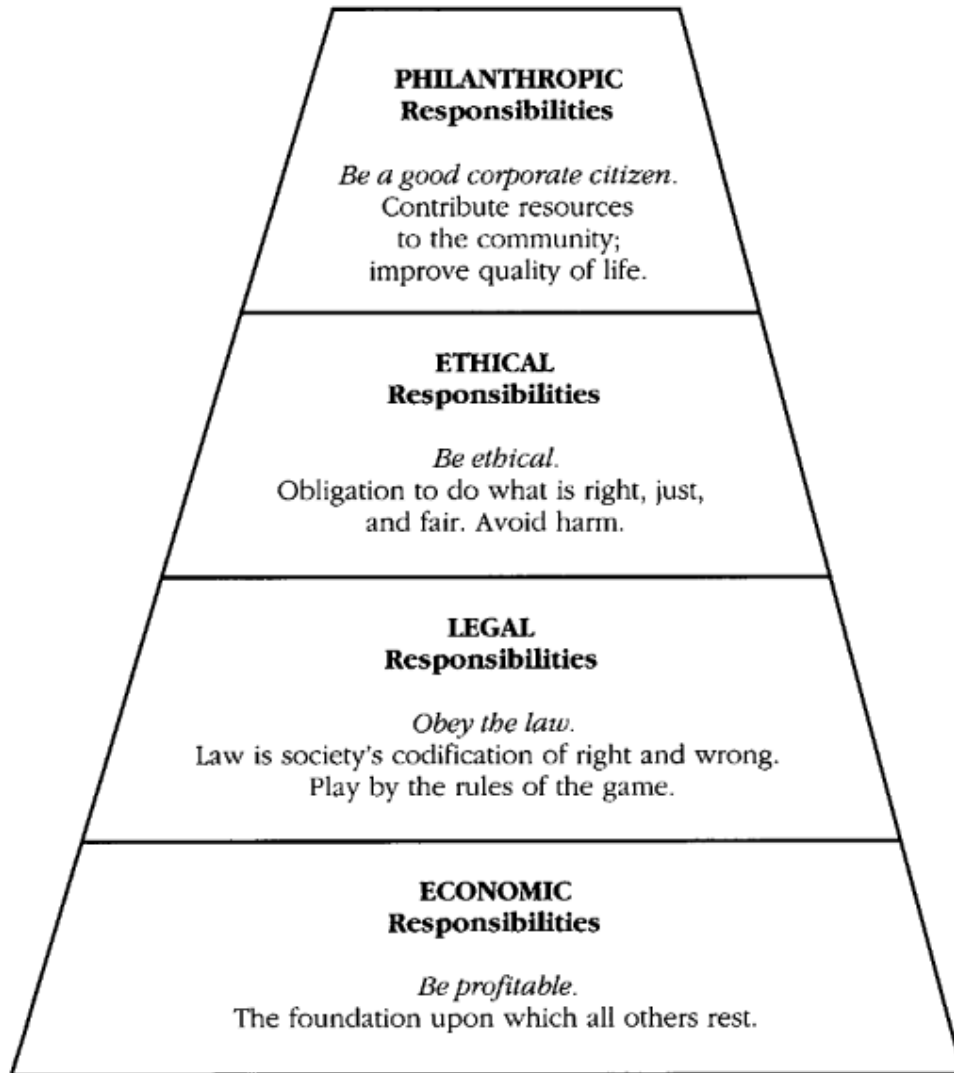 PHILANTHROPIC
Responsibilities
Be a good corporate citizen.
Contribute resources
to the community;
improve quality of life.
ETHICAL
Responsibilities
Be ethical.
Obligation to do what is right, just,
and fair. Avoid harm.
LEGAL
Responsibilities
Obey the law.
Law is society's codification of right and wrong.
Play by the rules of the game.
ECONOMIC
Responsibilities
Be profitable.
The foundation upon which all others rest.